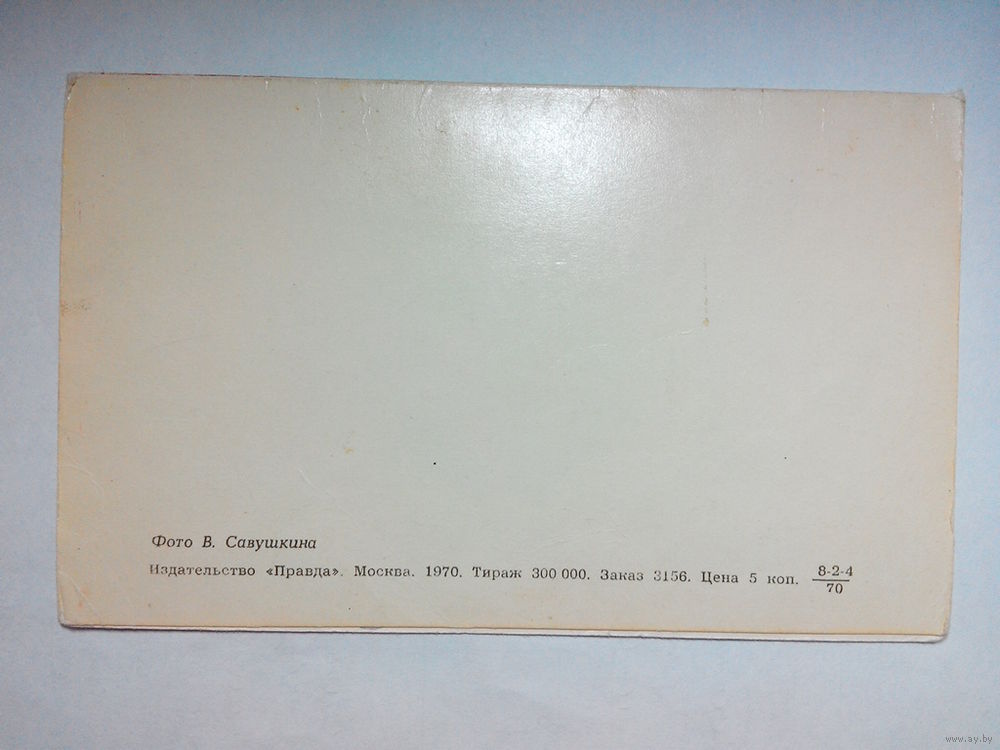 Фото В. Савушкина
Издательство «Правда». Москва. 1970. Тираж 300 000. Заказ 3156. Цена 5 коп. 8-2-4
70
www.ay.by